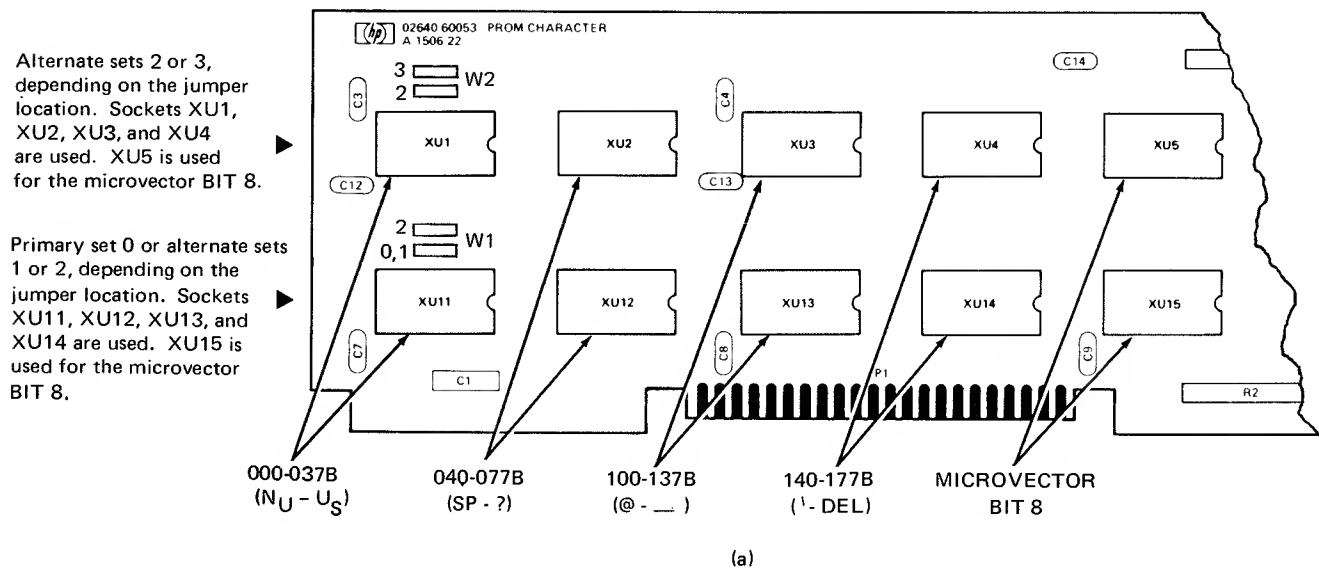 hp 02640 60053 PROM CHARACTER
A 1506 22
Alternate sets 2 or 3,
depending on the jumper
location. Sockets XU1,
XU2, XU3, and XU4
are used. XU5 is used
for the microvector BIT 8.
3
2
W2
C3
C4
C14
XU1
XU2
XU3
XU4
XU5
C12
C13
Primary set 0 or alternate sets
1 or 2, depending on the
jumper location. Sockets
XU11, XU12, XU13, and
XU14 are used. XU15 is
used for the microvector
BIT 8.
2
0,1
W1
XU11
XU12
XU13
XU14
XU15
C7
C1
C8
P1
C9
R2
000-037B
(NU - US)
040-077B
(SP - ?)
100-137B
(@ - __ )
140-177B
(\ - DEL)
MICROVECTOR
BIT 8
(a)